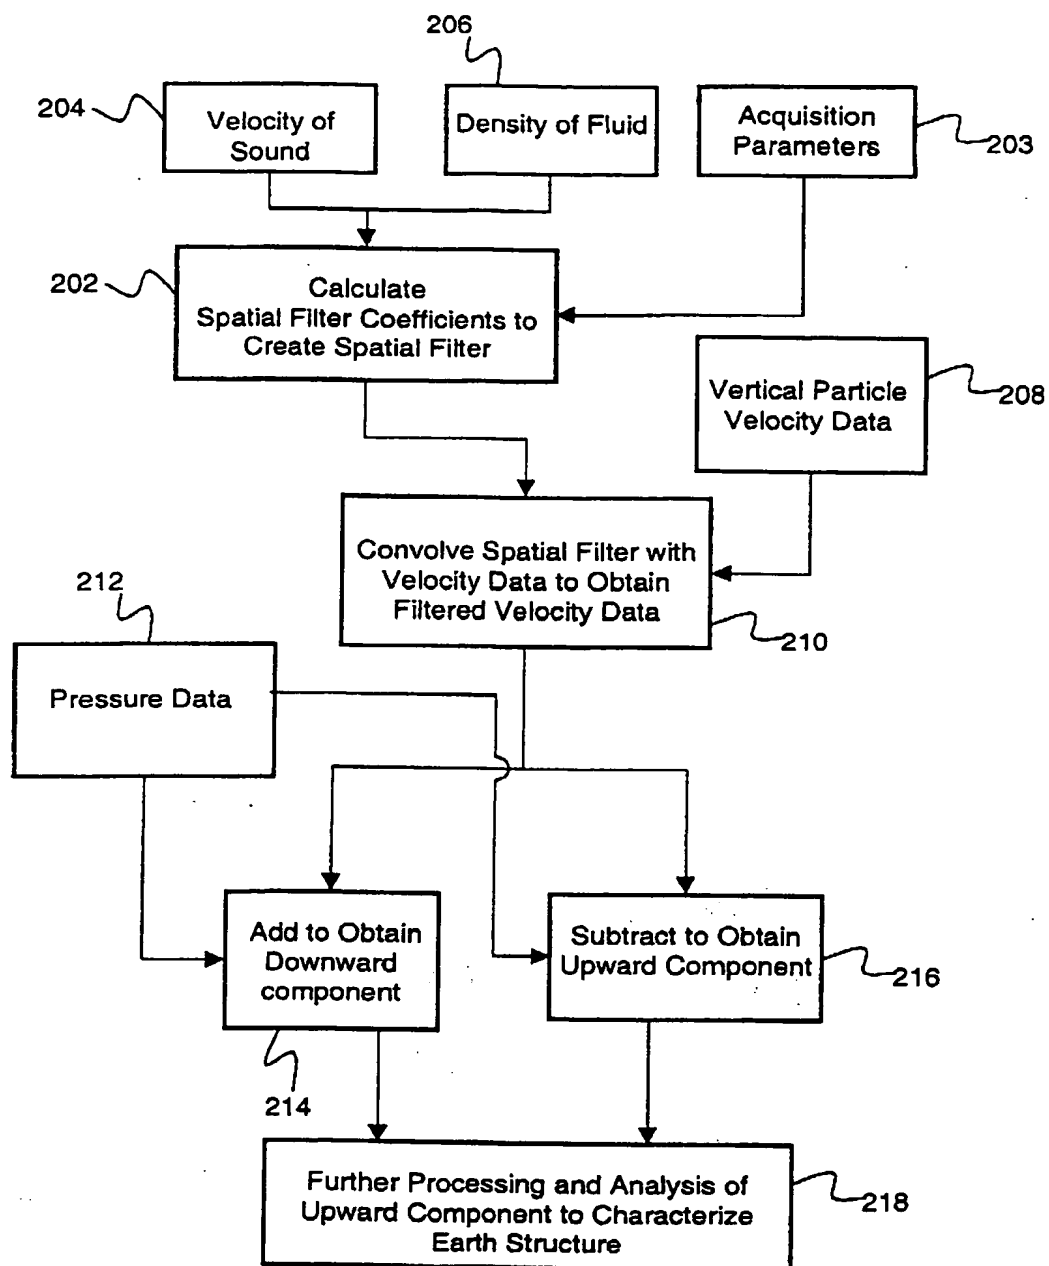 206
204
Velocity of
Sound
Density of Fluid
Acquisition
Parameters
203
202
Calculate
Spatial Filter Coefficients to
Create Spatial Filter
Vertical Particle
Velocity Data
208
Convolve Spatial Filter with
Velocity Data to Obtain
Filtered Velocity Data
210
212
Pressure Data
Add to Obtain
Downward
component
214
Subtract to Obtain
Upward Component
216
Further Processing and Analysis of
Upward Component to Characterize
Earth Structure
218